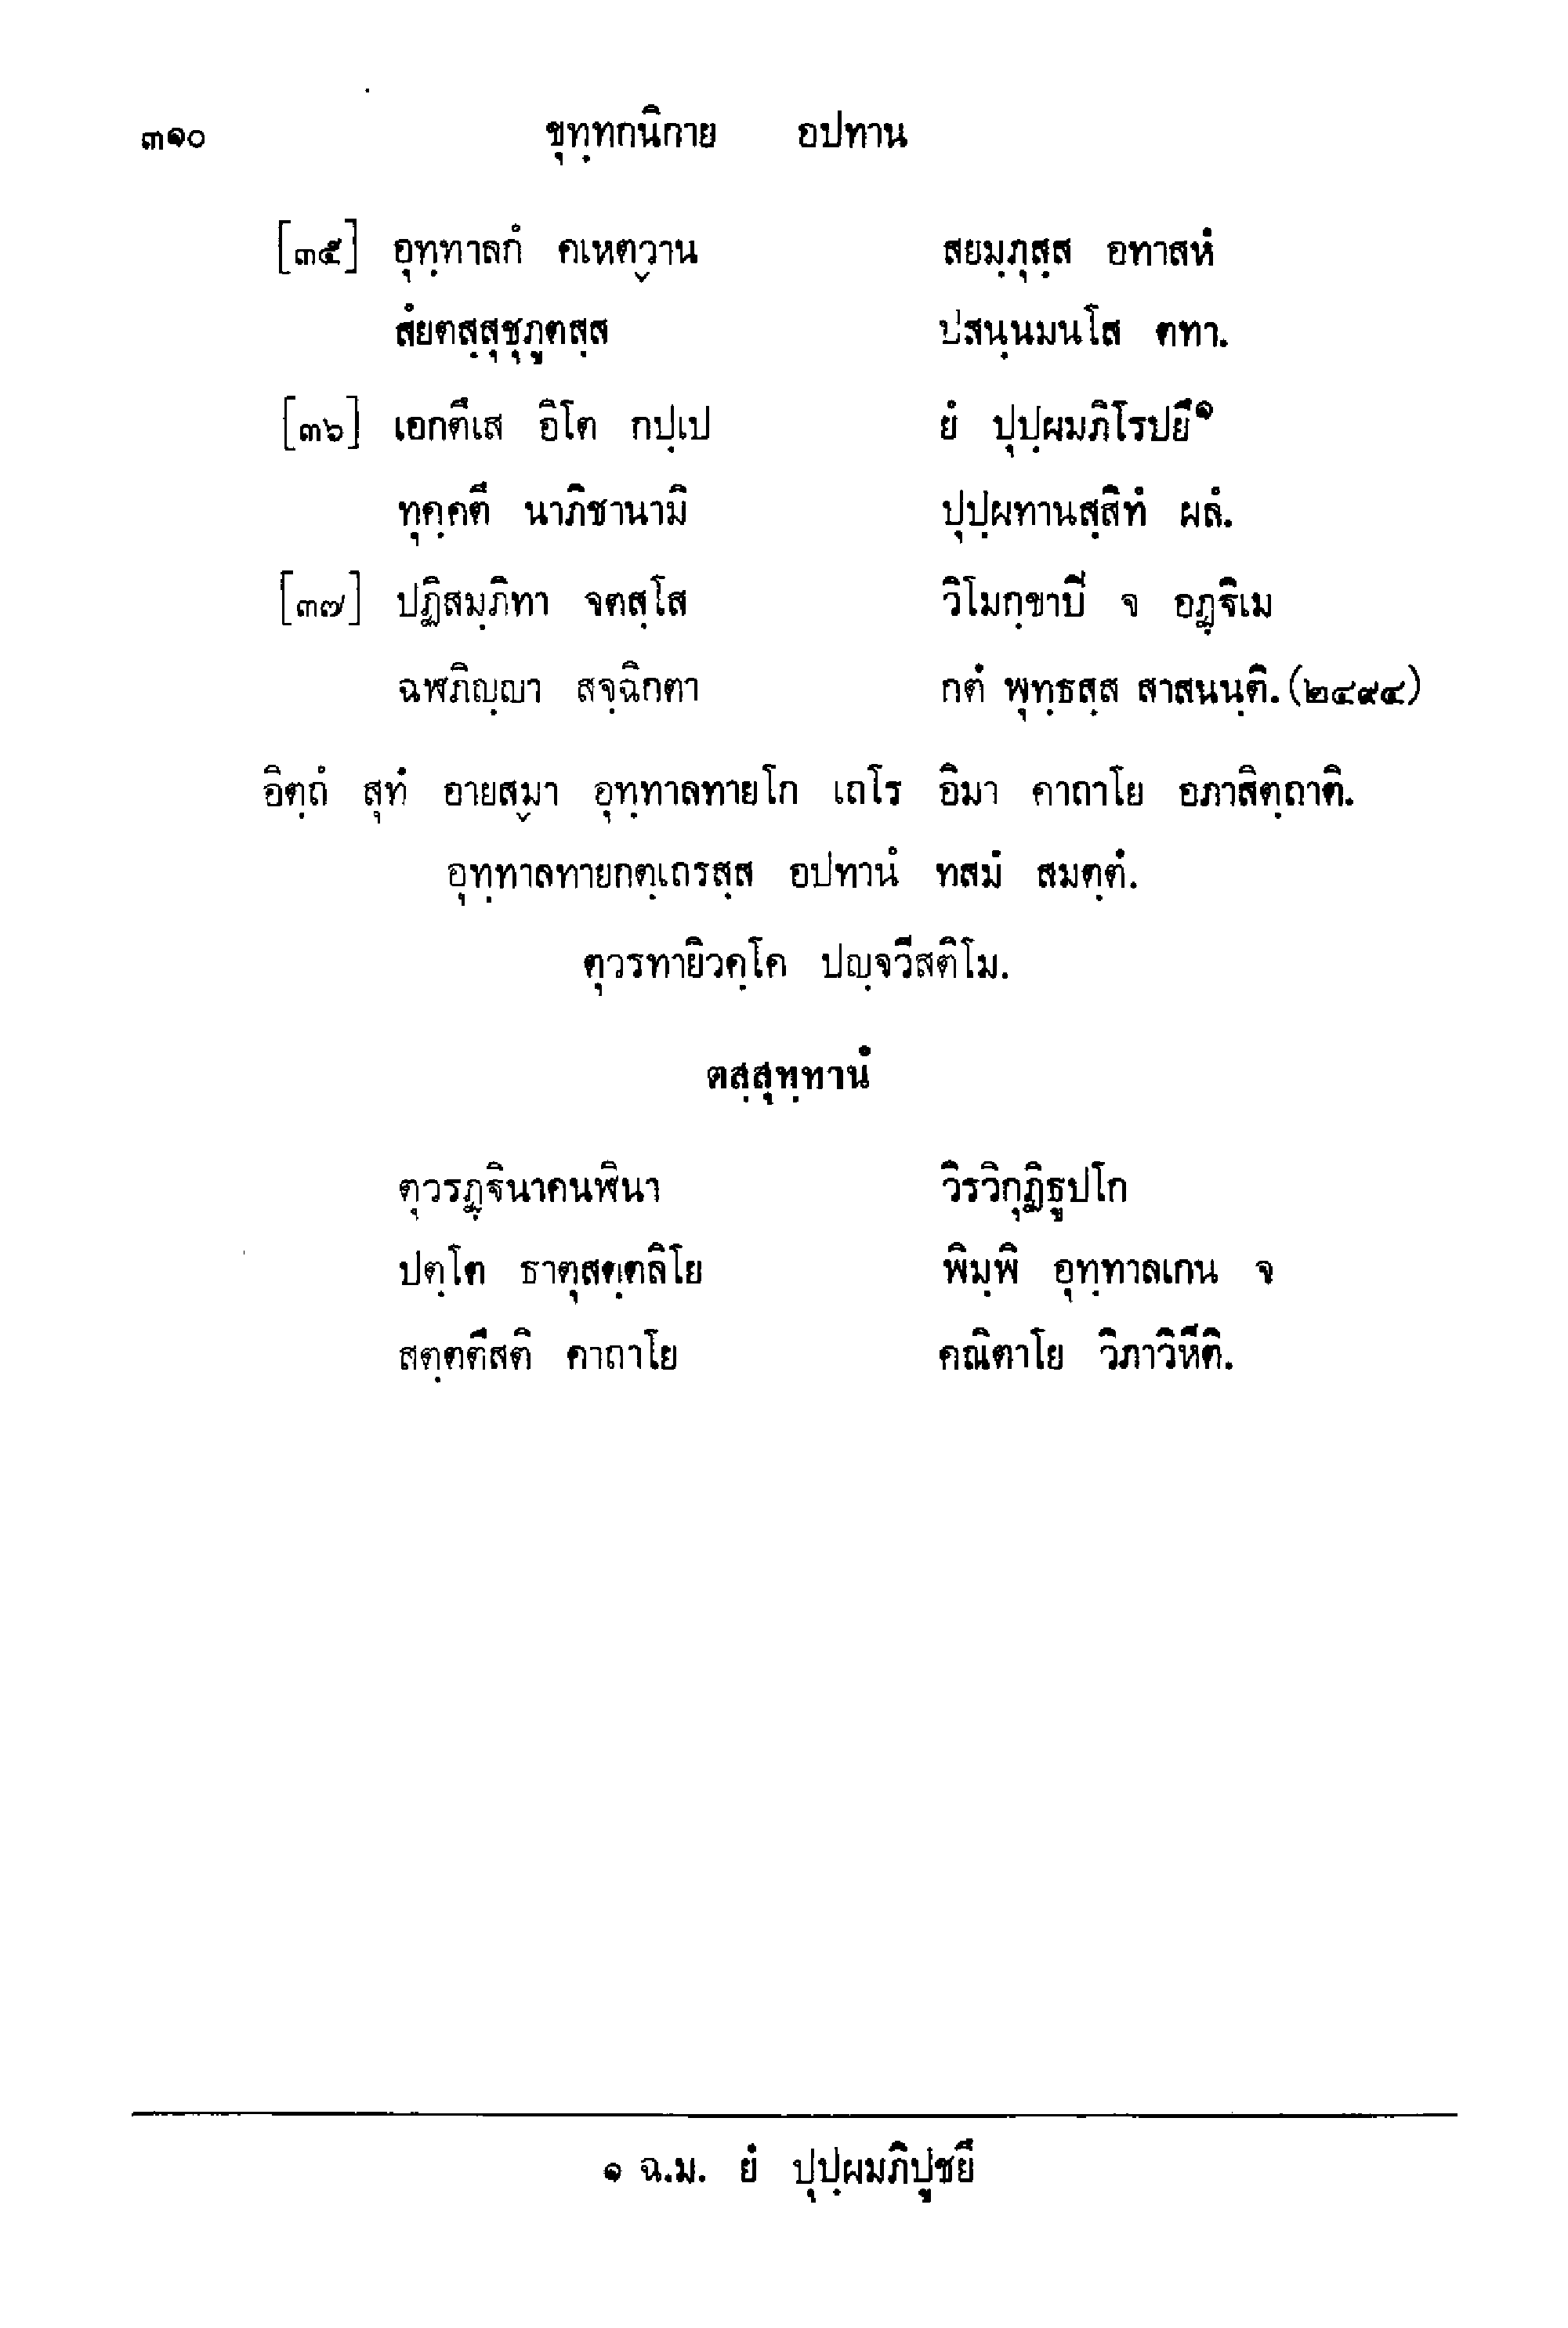 ๓๑๐ ขุทฺทกนิกาย อปทาน
[๓๕] อุทฺทาลกํ คเหตฺวาน สยมฺภุสฺส อทาสหํ
สํยตสฺสุชุภูตสฺส ปสนฺนมนโส ตทา.
[๓๖] เอกตึเส อิโต กปฺเป ยํ ปุปฺผมภิโรปยึ๑
ทุคฺคตึ นาภิชานามิ ปุปฺผทานสฺสิทํ ผลํ.
[๓๗] ปฏิสมฺภิทา จตสฺโส วิโมกฺขาปิ จ อฏฺฐิเม
ฉฬภิญฺญา สจฺฉิกตา กตํ พุทฺธสฺส สาสนนฺติ. (๒๔๙๔)
อิตฺถํ สุทํ อายสฺมา อุทฺทาลทายโก เถโร อิมา คาถาโย อภาสิตฺถาติ.
อุทฺทาลทายกตฺเถรสฺส อปทานํ ทสมํ สมตฺตํ.
ตุวรทายิวคฺโค ปญฺจวีสติโม.
ตสฺสุทฺทานํ
ตุวรฏฺฐินาคนฬินา วิรวิกุฏิธูปโก
ปตฺโต ธาตุสตฺตลิโย พิมฺพิ อุทฺทาลเกน จ
สตฺตตึสติ คาถาโย คณิตาโย วิภาวิหีติ.
๑ ฉ.ม. ยํ ปุปฺผมภิปูชยึ